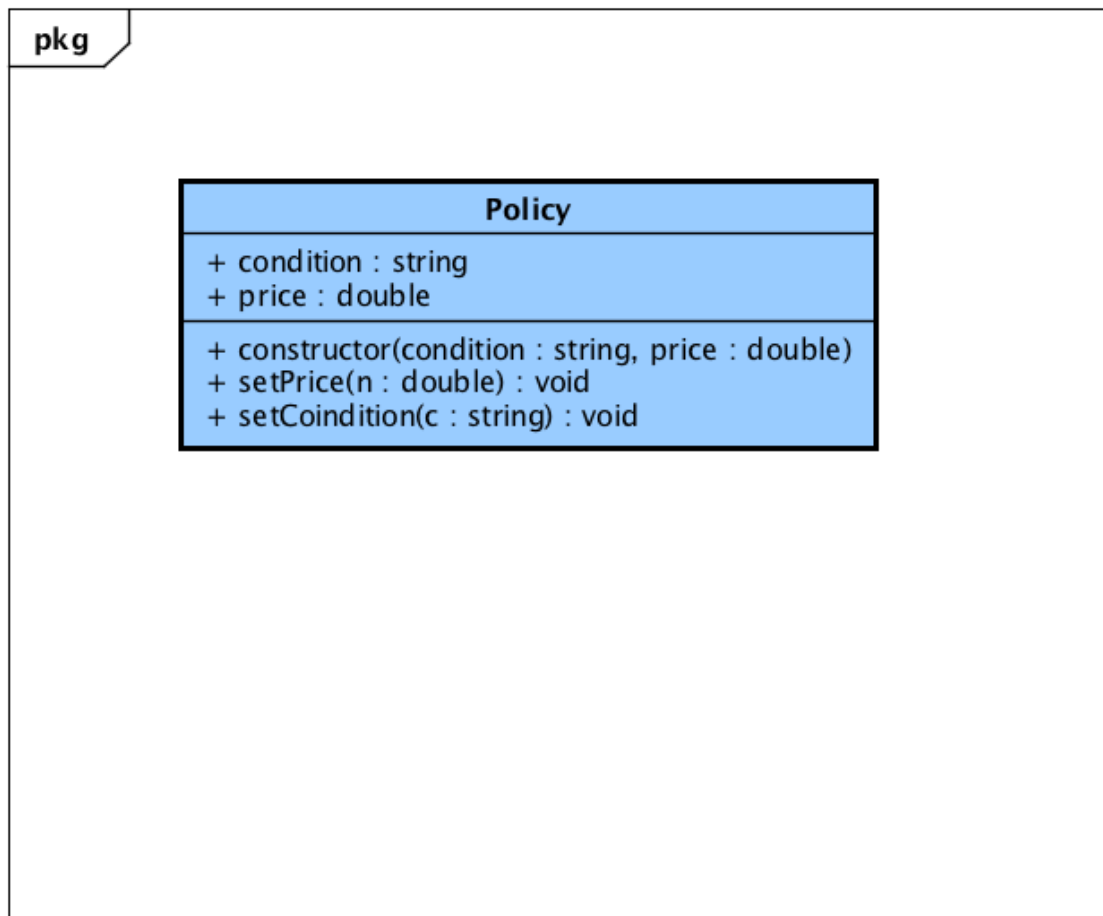 pkg
Policy
+ condition : string
+ price : double
+ constructor(condition : string, price : double)
+ setPrice(n : double) : void
+ setCoindition(c : string) : void